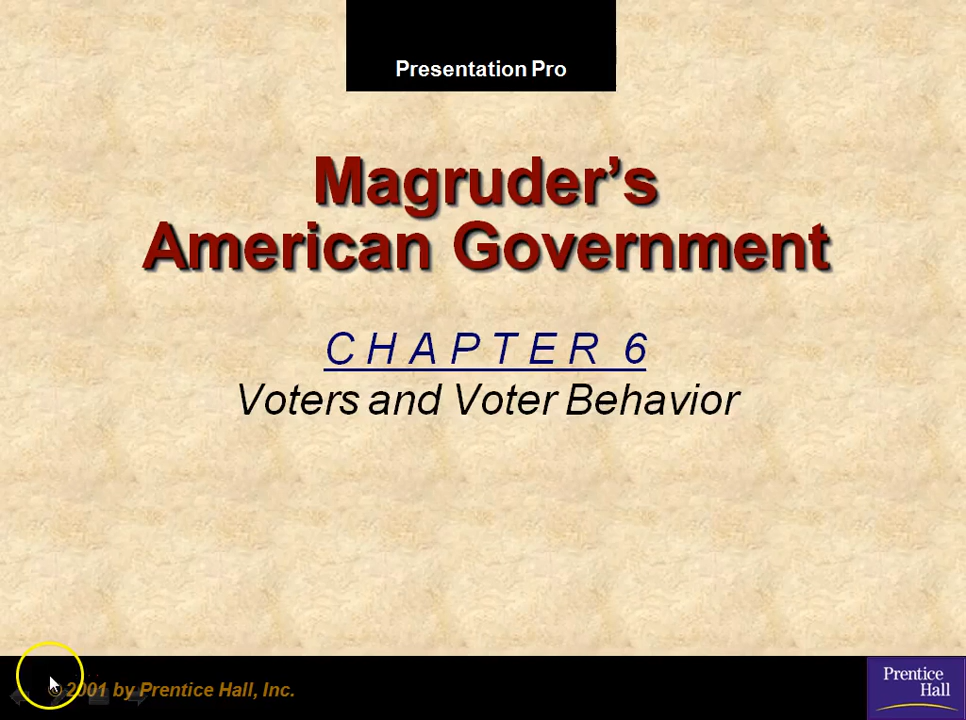 Presentation Pro
Magruder’s
American Government
C H A P T E R  6
Voters and Voter Behavior
© 2001 by Prentice Hall, Inc.
Prentice
Hall